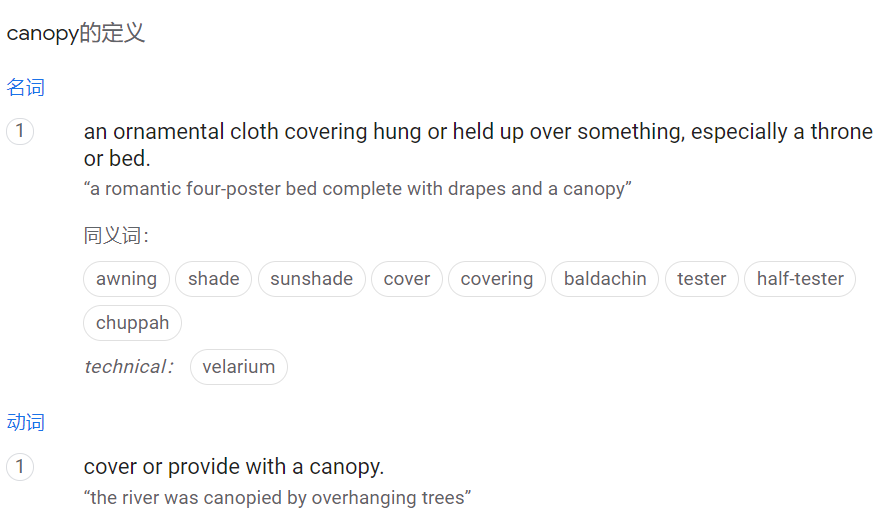 canopy的定义
名词
1 an ornamental cloth covering hung or held up over something, especially a throne
or bed.
“a romantic four-poster bed complete with drapes and a canopy”
同义词：
awning shade sunshade cover covering baldachin tester half-tester
chuppah
technical： velarium
动词
1 cover or provide with a canopy.
“the river was canopied by overhanging trees”